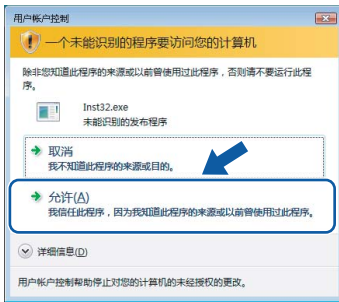 用户帐户控制
一个未能识别的程序要访问您的计算机
除非您知道此程序的来源或以前曾使用过此程序，否则请不要运行此程
序。
Inst32.exe
未能识别的发布程序
取消
我不知道此程序的来源或目的。
允许(A)
我信任此程序，因为我知道此程序的来源或以前曾使用过此程序。
详细信息(D)
用户帐户控制帮助停止对您的计算机的未经授权的更改。